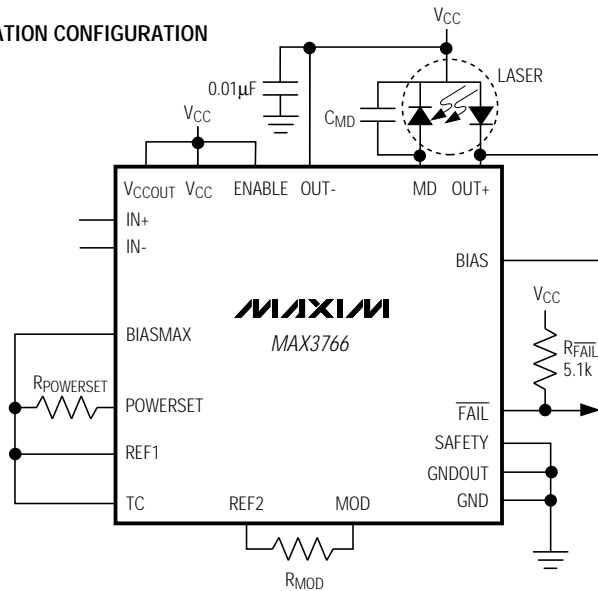 ATION CONFIGURATION
VCC
0.01µF
LASER
CMD
VCC
VCCOUT VCC ENABLE OUT- MD OUT+
IN+
IN-
BIAS
MAXIM
MAX3766
VCC
BIASMAX
RFAIL
5.1k
RPOWERSET
POWERSET
FAIL
SAFETY
REF1
GNDOUT
TC
REF2
MOD
GND
RMOD